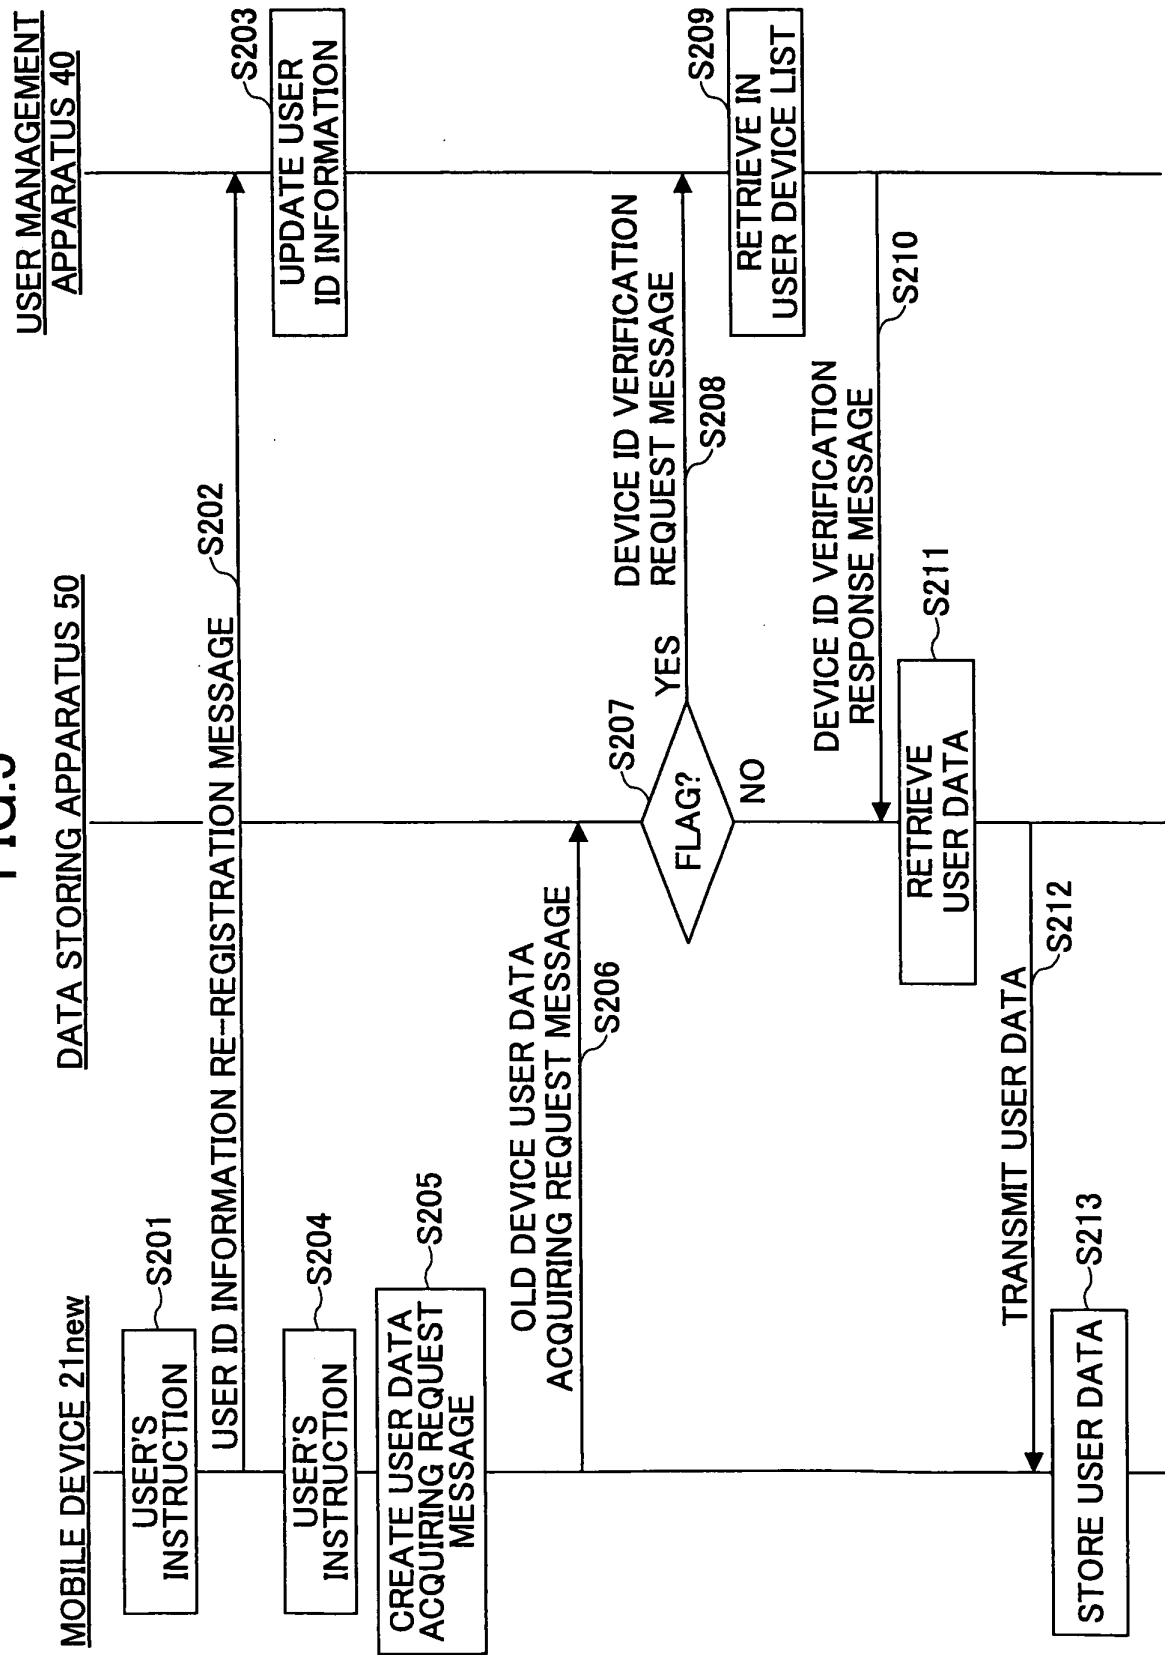 FIG.
MOBILE DEVICE 21new
DATA STORING APPARATUS 50
USER MANAGEMENT
APPARATUS 40
USER'S
INSTRUCTION
S201
USER ID INFORMATION RE-REGISTRATION MESSAGE
S202
UPDATE USER
ID INFORMATION
S203
USER'S
INSTRUCTION
S204
CREATE USER DATA
ACQUIRING REQUEST
MESSAGE
S205
OLD DEVICE USER DATA
ACQUIRING REQUEST MESSAGE
S206
FLAG?
S207
YES
NO
DEVICE ID VERIFICATION
REQUEST MESSAGE
S208
RETRIEVE IN
USER DEVICE LIST
S209
DEVICE ID VERIFICATION
RESPONSE MESSAGE
S210
RETRIEVE
USER DATA
S211
TRANSMIT USER DATA
S212
STORE USER DATA
S213